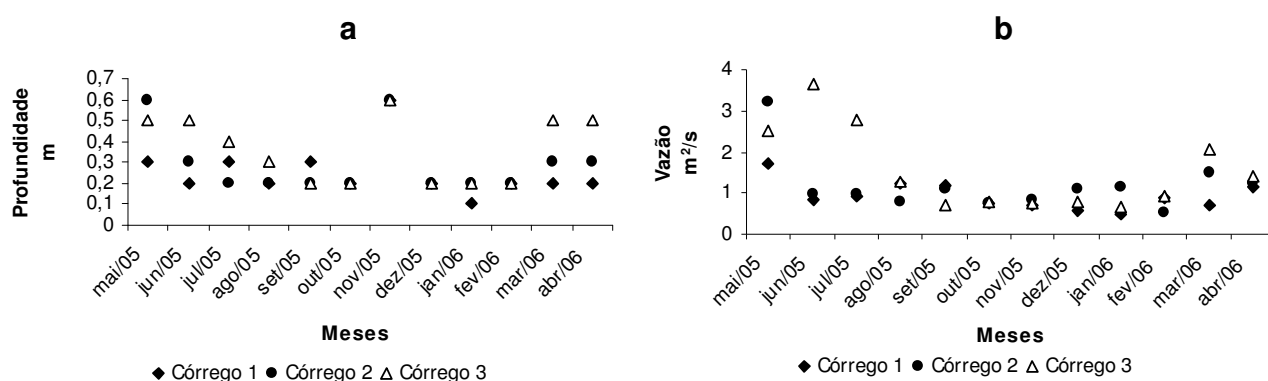 a
Profundidade
m
0,7
0,6
0,5
0,4
0,3
0,2
0,1
0
mai/05
jun/05
jul/05
ago/05
set/05
out/05
nov/05
dez/05
jan/06
fev/06
mar/06
abr/06
Meses
Córrego 1 Córrego 2 Córrego 3
b
Vazão
m²/s
4
3
2
1
0
mai/05
jun/05
jul/05
ago/05
set/05
out/05
nov/05
dez/05
jan/06
fev/06
mar/06
abr/06
Meses
Córrego 1 Córrego 2 Córrego 3